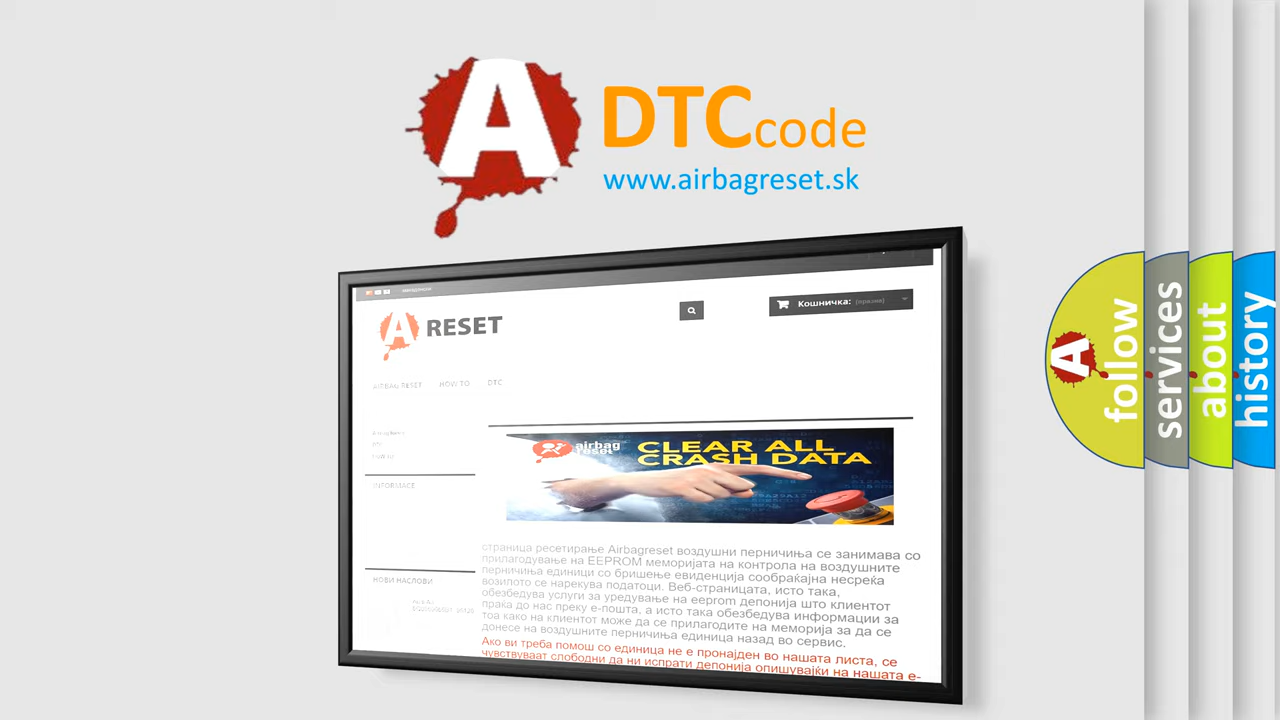 A DTC code
www.airbagreset.sk
Кошничка: (празна)
A RESET
AIRBAG RESET HOW TO DTC
DTC
INFORMACE
airbag
reset
CLEAR ALL
CRASH DATA
страница ресетирање Airbagreset воздушни перничиња се занимава со
прилагодување на EEPROM меморијата на контрола на воздушните
перничиња единици со бришење евиденција сообраќајна несреќа
возилото се нарекува податоци. Веб-страницата, исто така,
обезбедува услуги за уредување на eeprom депонија што клиентот
праќа до нас преку е-пошта, а исто така обезбедува информации за
тоа како на клиентот може да се прилагодите на меморија за да се
донесе на воздушните перничиња единица назад во сервис.
Ако ви треба помош со единица не е пронајден во нашата листа, се
чувствуваат слободни да ни испрати депонија опишувајќи на нашата е-
НОВИ НАСЛОВИ
A follow
services
about
history